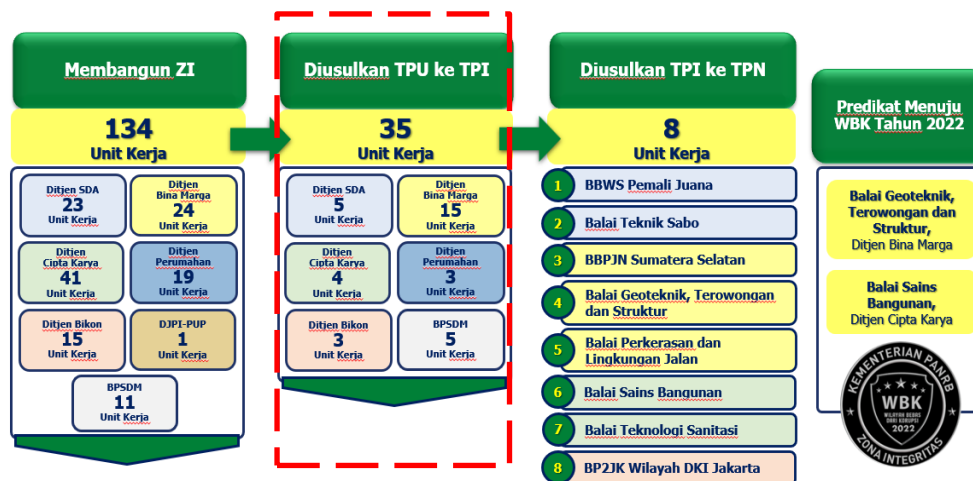 Membangun ZI
134
Unit Kerja
Ditjen SDA
23
Unit Kerja
Ditjen
Bina Marga
24
Unit Kerja
Ditjen
Cipta Karya
41
Unit Kerja
Ditjen
Perumahan
19
Unit Kerja
Ditjen Bikon
15
Unit Kerja
DJPI-PUP
1
Unit Kerja
BPSDM
11
Unit Kerja
Diusulkan TPU ke TPI
35
Unit Kerja
Ditjen SDA
5
Unit Kerja
Ditjen
Bina Marga
15
Unit Kerja
Ditjen
Cipta Karya
4
Unit Kerja
Ditjen
Perumahan
3
Unit Kerja
Ditjen Bikon
3
Unit Kerja
BPSDM
5
Unit Kerja
Diusulkan TPI ke TPN
8
Unit Kerja
1 BBWS Pemali Juana
2 Balai Teknik Sabo
3 BBPJN Sumatera Selatan
4 Balai Geoteknik, Terowongan
dan Struktur
5 Balai Perkerasan dan
Lingkungan Jalan
6 Balai Sains Bangunan
7 Balai Teknologi Sanitasi
8 BP2JK Wilayah DKI Jakarta
Predikat Menuju
WBK Tahun 2022
Balai Geoteknik,
Terowongan dan
Struktur,
Ditjen Bina Marga
Balai Sains
Bangunan,
Ditjen Cipta Karya
KEMENTERIAN PANRB
WBK
WILAYAH BEBAS
DARI KORUPSI
2022
ZONA INTEGRITAS